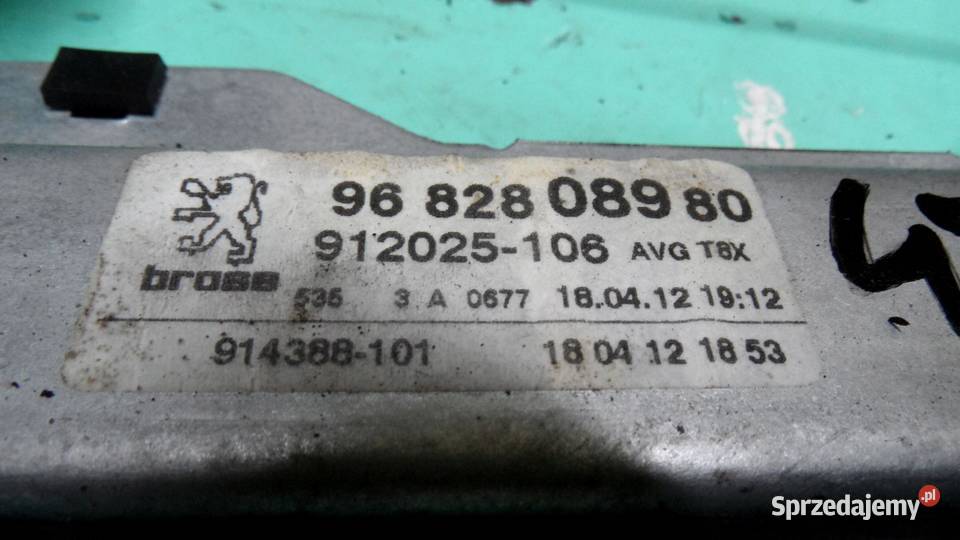 96 828 089 80
912025-106 AVG T8X
brose
535 3 A 0677 18.04.12 19:12
914388-101 18 04 12 18 53
Sprzedajemy.pl